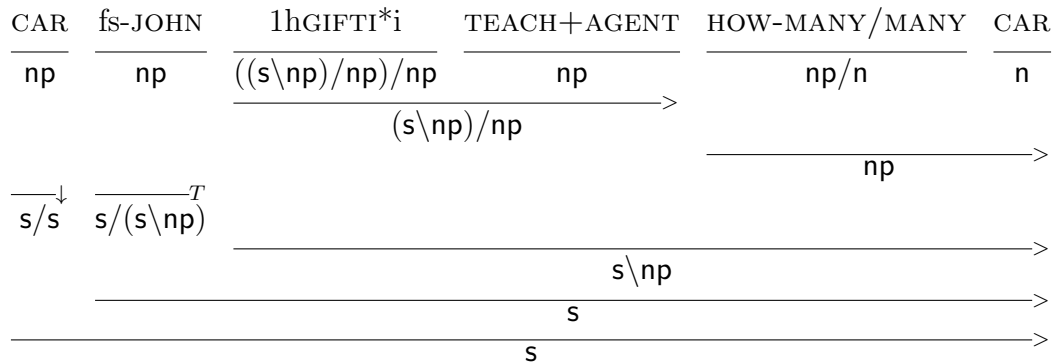 CAR fs-JOHN 1hGIFTI*i TEACH+AGENT HOW-MANY/MANY CAR
np np ((s\np)/np)/np np np/n n
>
(s\np)/np
>
np
↓ T
s/s s/(s\np)
>
s\np
>
s
>
s